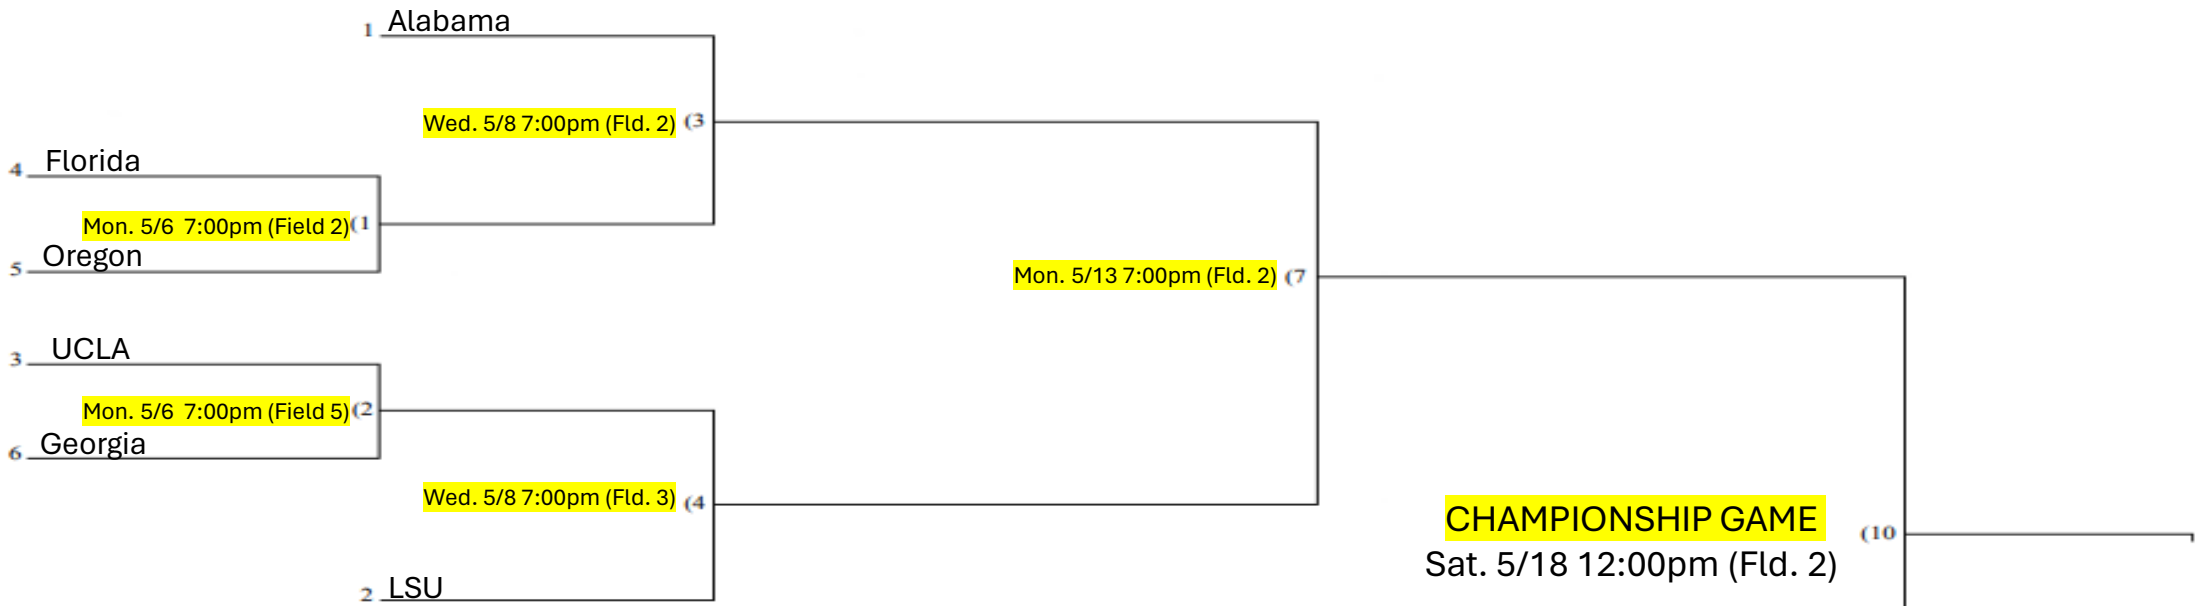 1 Alabama
Wed. 5/8 7:00pm (Fld. 2) (3
4 Florida
Mon. 5/6 7:00pm (Field 2) (1
5 Oregon
Mon. 5/13 7:00pm (Fld. 2) (7
3 UCLA
Mon. 5/6 7:00pm (Field 5) (2
6 Georgia
Wed. 5/8 7:00pm (Fld. 3) (4
2 LSU
CHAMPIONSHIP GAME
(10
Sat. 5/18 12:00pm (Fld. 2)